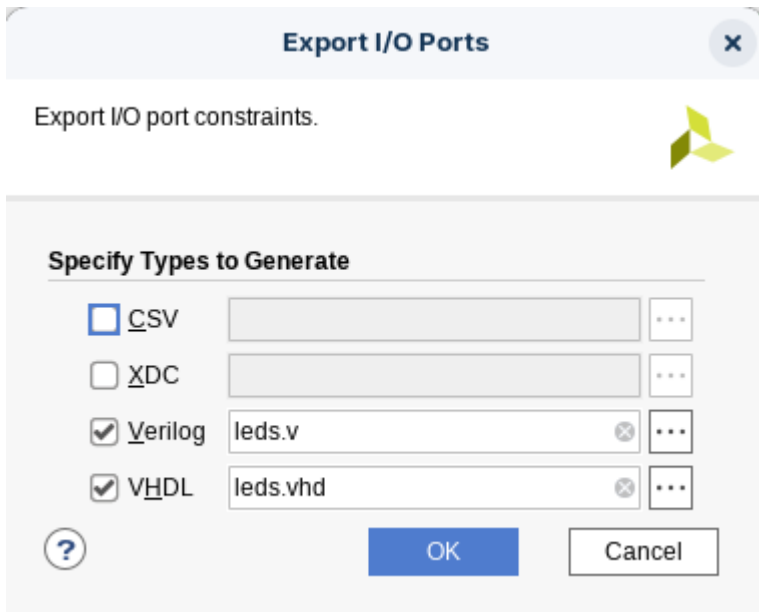 Export I/O Ports
Export I/O port constraints.
Specify Types to Generate
CSV
XDC
Verilog leds.v
VHDL leds.vhd
? OK Cancel